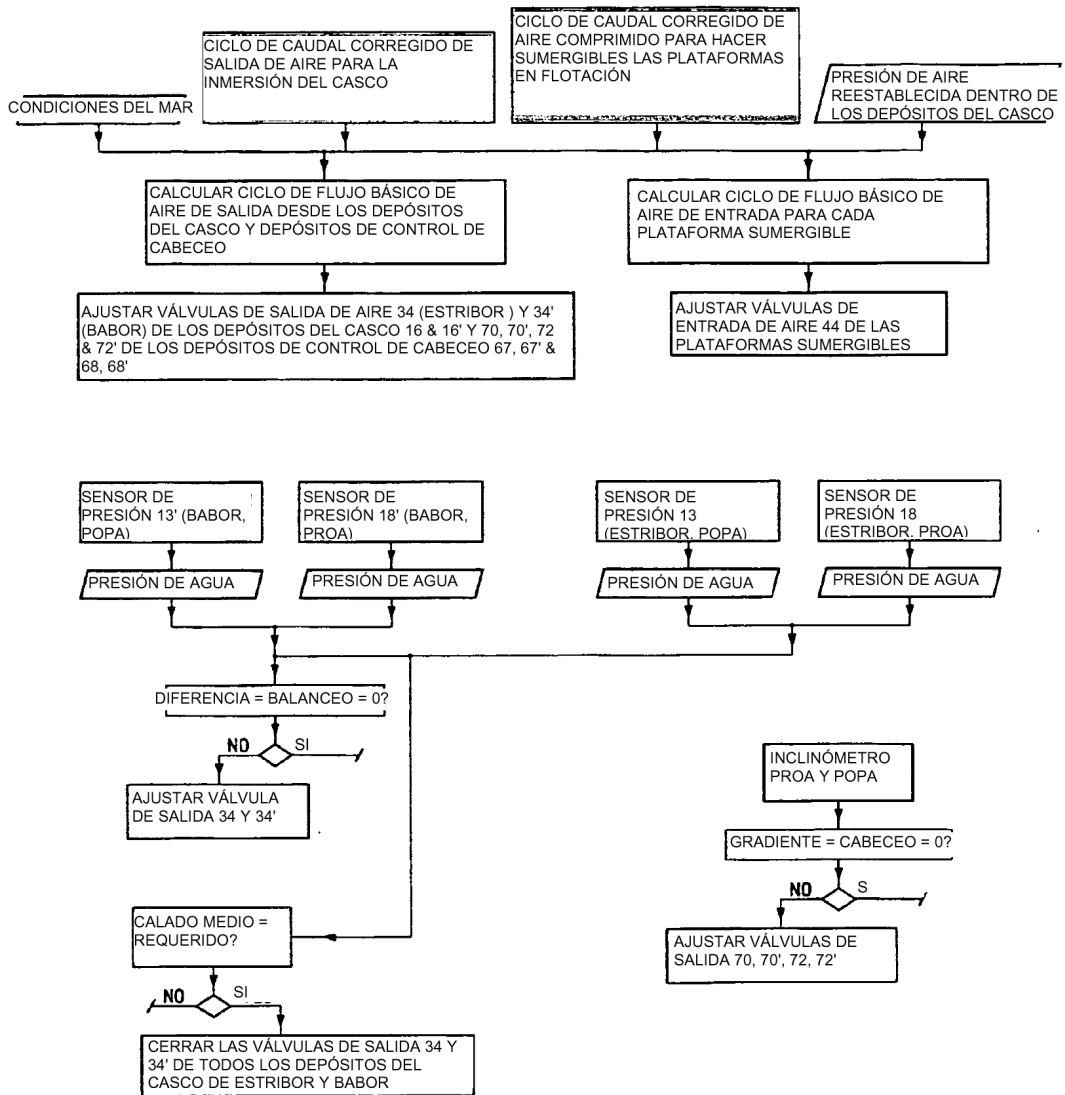 CICLO DE CAUDAL CORREGIDO DE
SALIDA DE AIRE PARA LA
INMERSIÓN DEL CASCO
CICLO DE CAUDAL CORREGIDO DE
AIRE COMPRIMIDO PARA HACER
SUMERGIBLES LAS PLATAFORMAS
EN FLOTACIÓN
PRESIÓN DE AIRE
REESTABLECIDA DENTRO DE
LOS DEPÓSITOS DEL CASCO
CONDICIONES DEL MAR
CALCULAR CICLO DE FLUJO BÁSICO DE
AIRE DE SALIDA DESDE LOS DEPÓSITOS
DEL CASCO Y DEPÓSITOS DE CONTROL DE
CABECEO
CALCULAR CICLO DE FLUJO BÁSICO DE
AIRE DE ENTRADA PARA CADA
PLATAFORMA SUMERGIBLE
AJUSTAR VÁLVULAS DE SALIDA DE AIRE 34 (ESTRIBOR ) Y 34'
(BABOR) DE LOS DEPÓSITOS DEL CASCO 16 & 16' Y 70, 70', 72
& 72' DE LOS DEPÓSITOS DE CONTROL DE CABECEO 67, 67' &
68, 68'
AJUSTAR VÁLVULAS DE
ENTRADA DE AIRE 44 DE LAS
PLATAFORMAS SUMERGIBLES
SENSOR DE
PRESIÓN 13' (BABOR,
POPA)
SENSOR DE
PRESIÓN 18' (BABOR,
PROA)
SENSOR DE
PRESIÓN 13
(ESTRIBOR, POPA)
SENSOR DE
PRESIÓN 18
(ESTRIBOR, PROA)
PRESIÓN DE AGUA
PRESIÓN DE AGUA
PRESIÓN DE AGUA
PRESIÓN DE AGUA
DIFERENCIA = BALANCEO = 0?
NO
SI
AJUSTAR VÁLVULA
DE SALIDA 34 Y 34'
INCLINÓMETRO
PROA Y POPA
GRADIENTE = CABECEO = 0?
NO
S
AJUSTAR VÁLVULAS DE
SALIDA 70, 70', 72, 72'
CALADO MEDIO =
REQUERIDO?
NO
SI
CERRAR LAS VÁLVULAS DE SALIDA 34 Y
34' DE TODOS LOS DEPÓSITOS DEL
CASCO DE ESTRIBOR Y BABOR